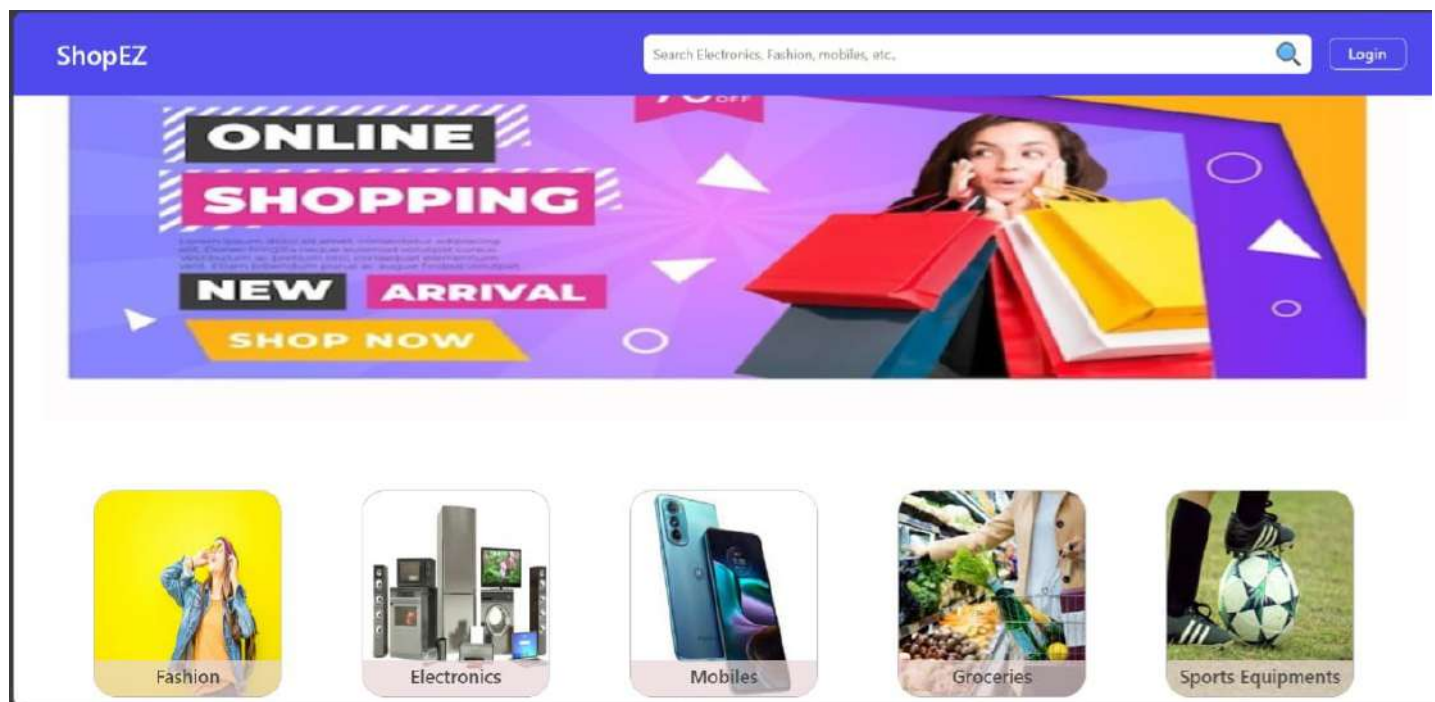 ShopEZ
Search Electronics, Fashion, mobiles, etc.,
Login
OFF
ONLINE
SHOPPING
NEW ARRIVAL
SHOP NOW
Fashion
Electronics
Mobiles
Groceries
Sports Equipments